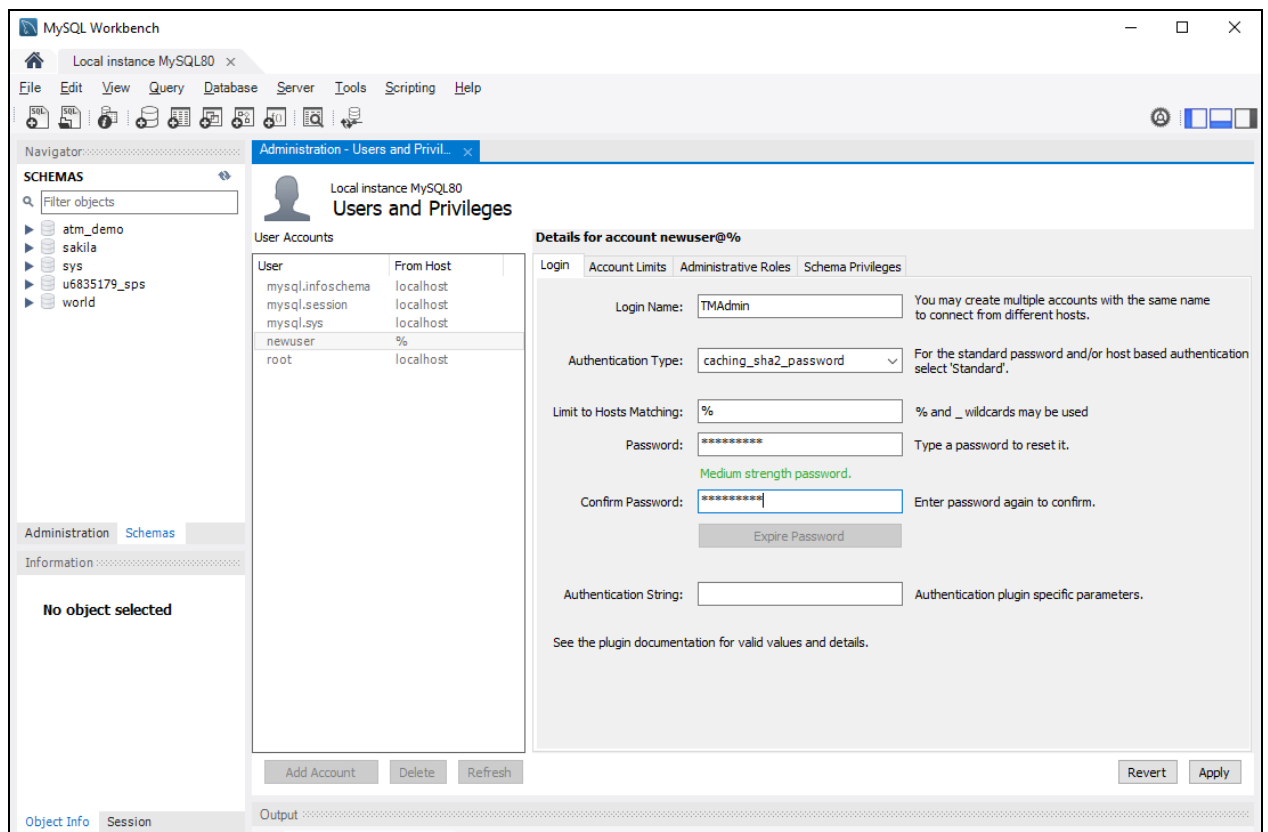 MySQL Workbench
Local instance MySQL80
File Edit View Query Database Server Tools Scripting Help
Navigator
SCHEMAS
Filter objects
atm_demo
sakila
sys
u6835179_sps
world
Administration Schemas
Information
No object selected
Object Info Session
Administration - Users and Privil...
Local instance MySQL80
Users and Privileges
User Accounts
User From Host
mysql.infoschema localhost
mysql.session localhost
mysql.sys localhost
newuser %
root localhost
Add Account Delete Refresh
Details for account newuser@%
Login Account Limits Administrative Roles Schema Privileges
Login Name: TMAdmin You may create multiple accounts with the same name
to connect from different hosts.
Authentication Type: caching_sha2_password For the standard password and/or host based authentication
select 'Standard'.
Limit to Hosts Matching: % % and _ wildcards may be used
Password: ********* Type a password to reset it.
Medium strength password.
Confirm Password: ********* Enter password again to confirm.
Expire Password
Authentication String: Authentication plugin specific parameters.
See the plugin documentation for valid values and details.
Revert Apply
Output